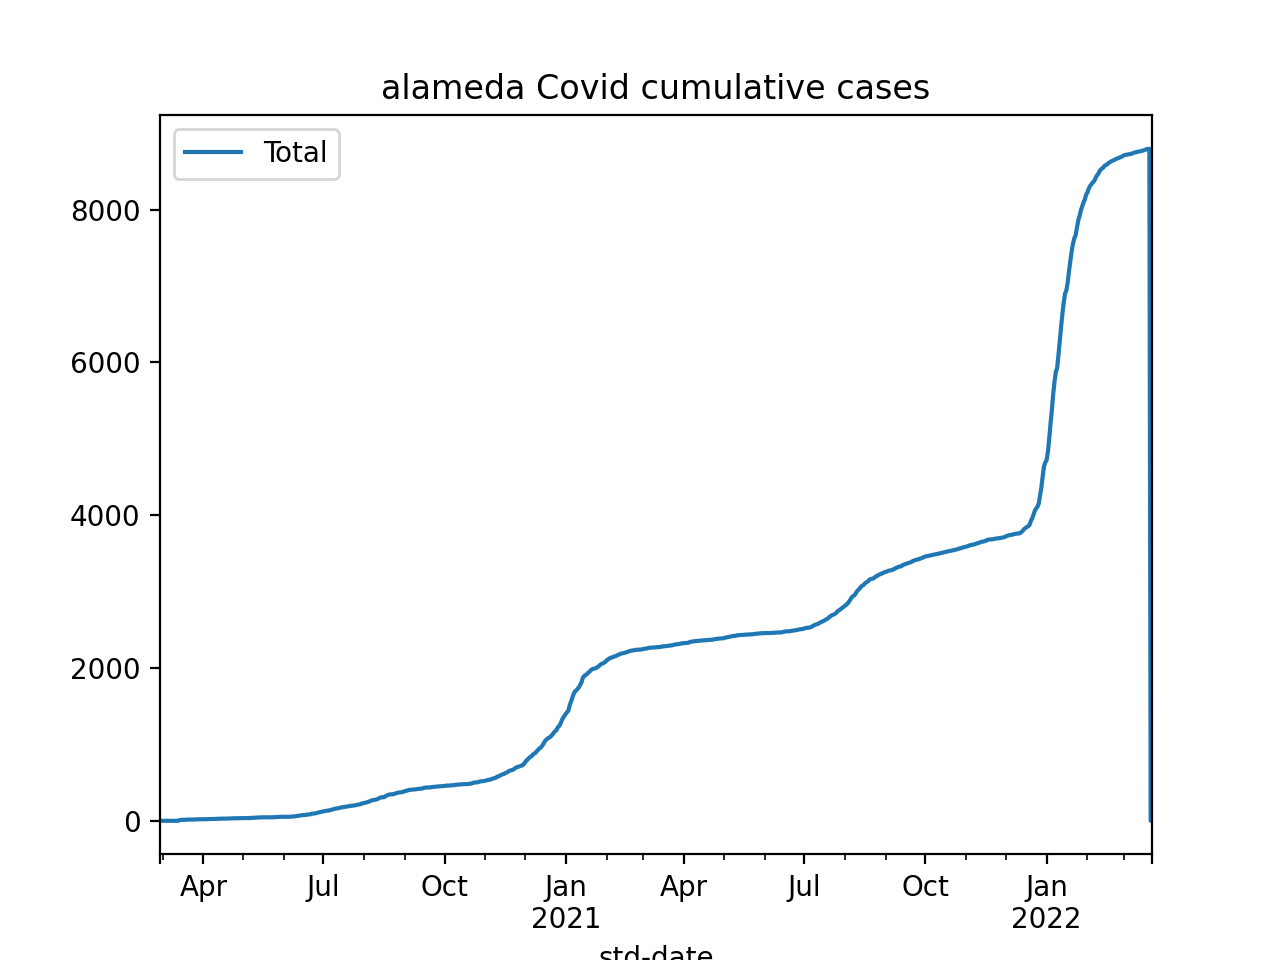 alameda Covid cumulative cases
Total
8000
6000
4000
2000
0
Apr Jul Oct Jan Apr Jul Oct Jan
2021 2022
std-date